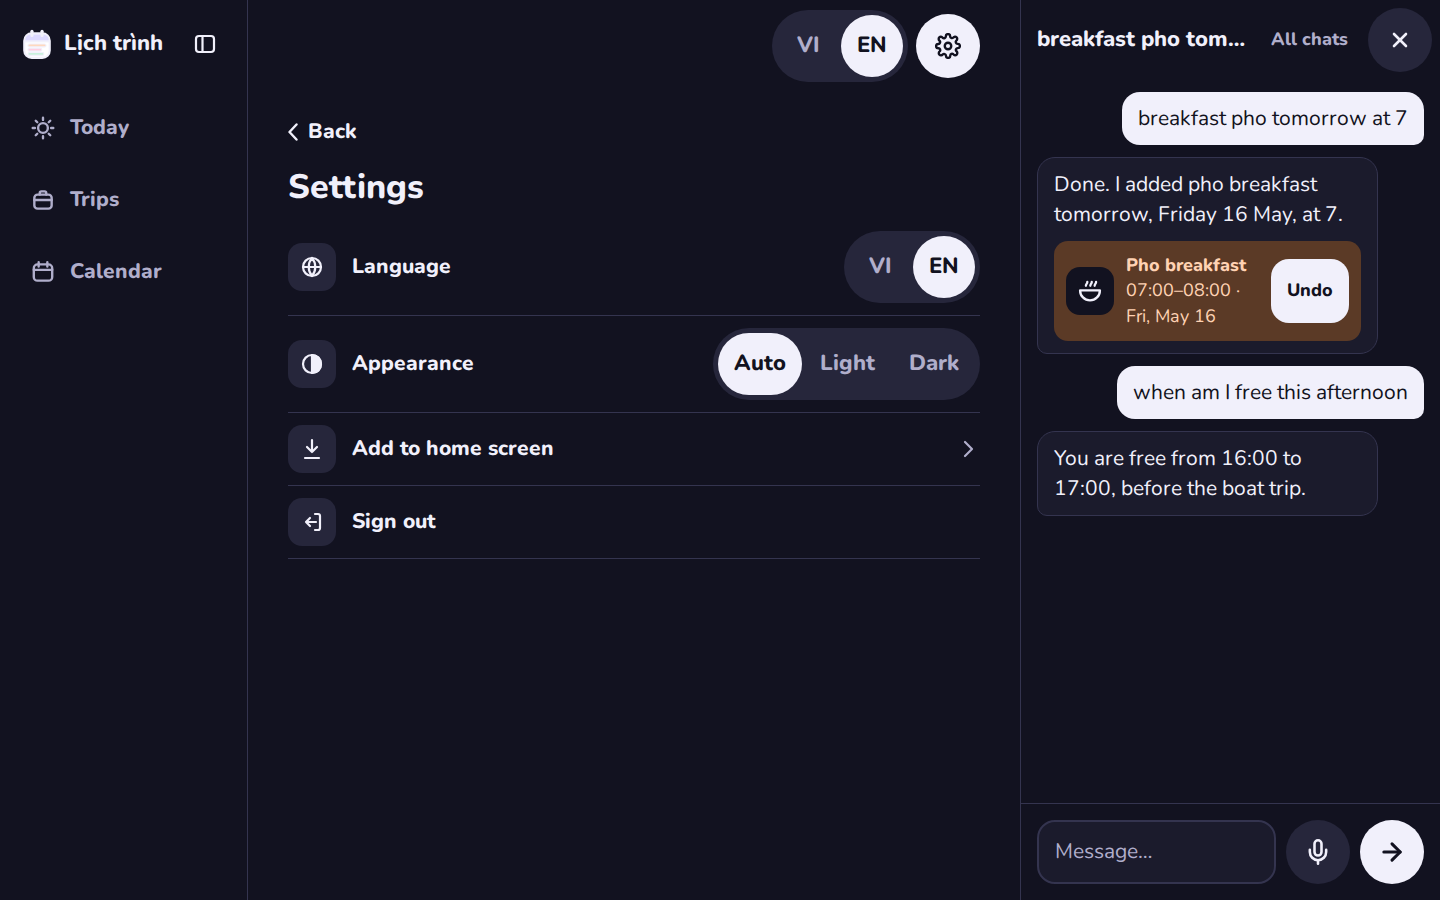 Lịch trình
Today
Trips
Calendar
VI EN
Back
Settings
Language
VI EN
Appearance
Auto Light Dark
Add to home screen
Sign out
breakfast pho tom... All chats
breakfast pho tomorrow at 7
Done. I added pho breakfast
tomorrow, Friday 16 May, at 7.
Pho breakfast
07:00–08:00 ·
Fri, May 16
Undo
when am I free this afternoon
You are free from 16:00 to
17:00, before the boat trip.
Message...